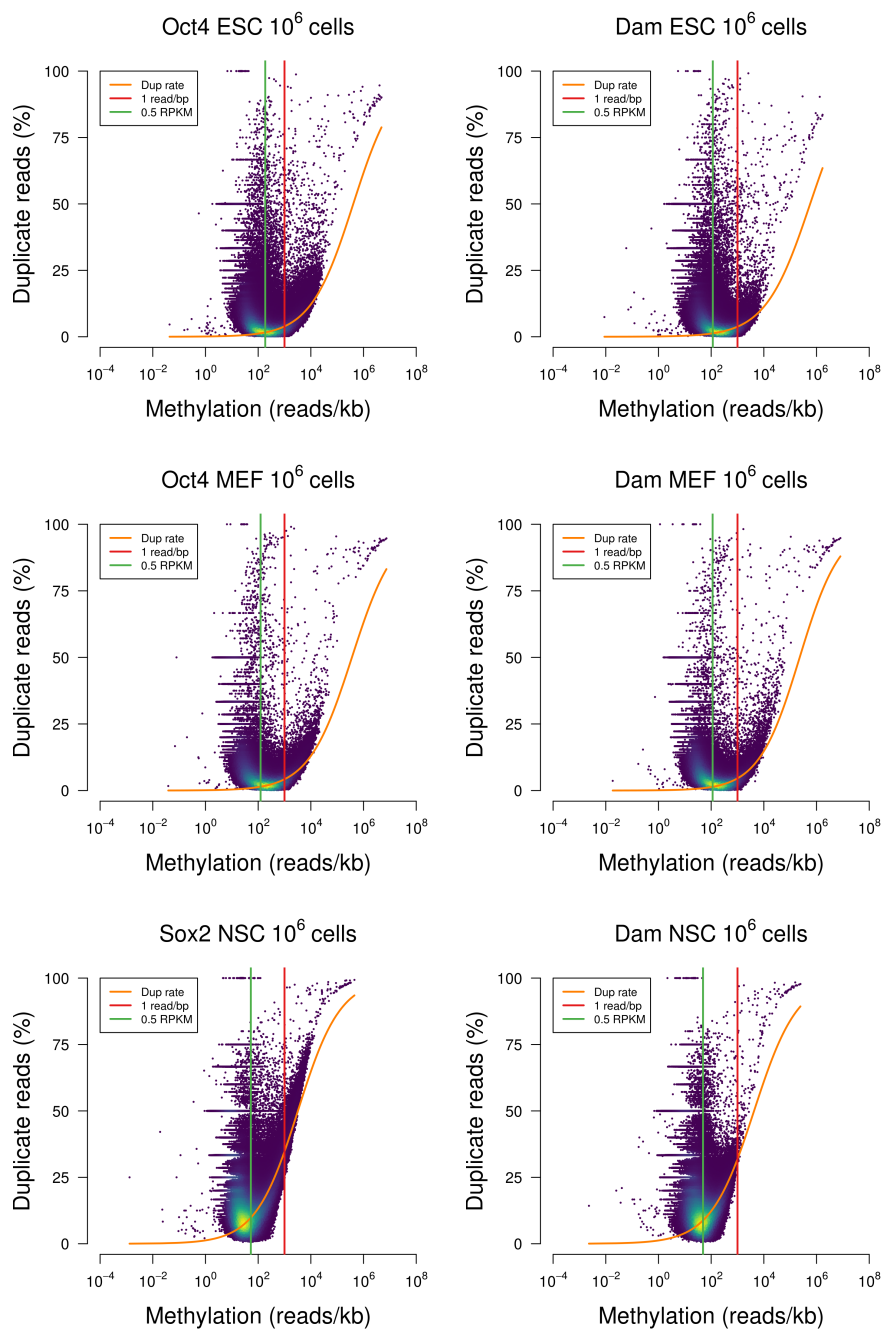 Oct4 ESC 10^6 cells
Duplicate reads (%)
100
75
50
25
0
Dup rate
1 read/bp
0.5 RPKM
10^−4 10^−2 10^0 10^2 10^4 10^6 10^8
Methylation (reads/kb)
Dam ESC 10^6 cells
Duplicate reads (%)
100
75
50
25
0
Dup rate
1 read/bp
0.5 RPKM
10^−4 10^−2 10^0 10^2 10^4 10^6 10^8
Methylation (reads/kb)
Oct4 MEF 10^6 cells
Duplicate reads (%)
100
75
50
25
0
Dup rate
1 read/bp
0.5 RPKM
10^−4 10^−2 10^0 10^2 10^4 10^6 10^8
Methylation (reads/kb)
Dam MEF 10^6 cells
Duplicate reads (%)
100
75
50
25
0
Dup rate
1 read/bp
0.5 RPKM
10^−4 10^−2 10^0 10^2 10^4 10^6 10^8
Methylation (reads/kb)
Sox2 NSC 10^6 cells
Duplicate reads (%)
100
75
50
25
0
Dup rate
1 read/bp
0.5 RPKM
10^−4 10^−2 10^0 10^2 10^4 10^6 10^8
Methylation (reads/kb)
Dam NSC 10^6 cells
Duplicate reads (%)
100
75
50
25
0
Dup rate
1 read/bp
0.5 RPKM
10^−4 10^−2 10^0 10^2 10^4 10^6 10^8
Methylation (reads/kb)